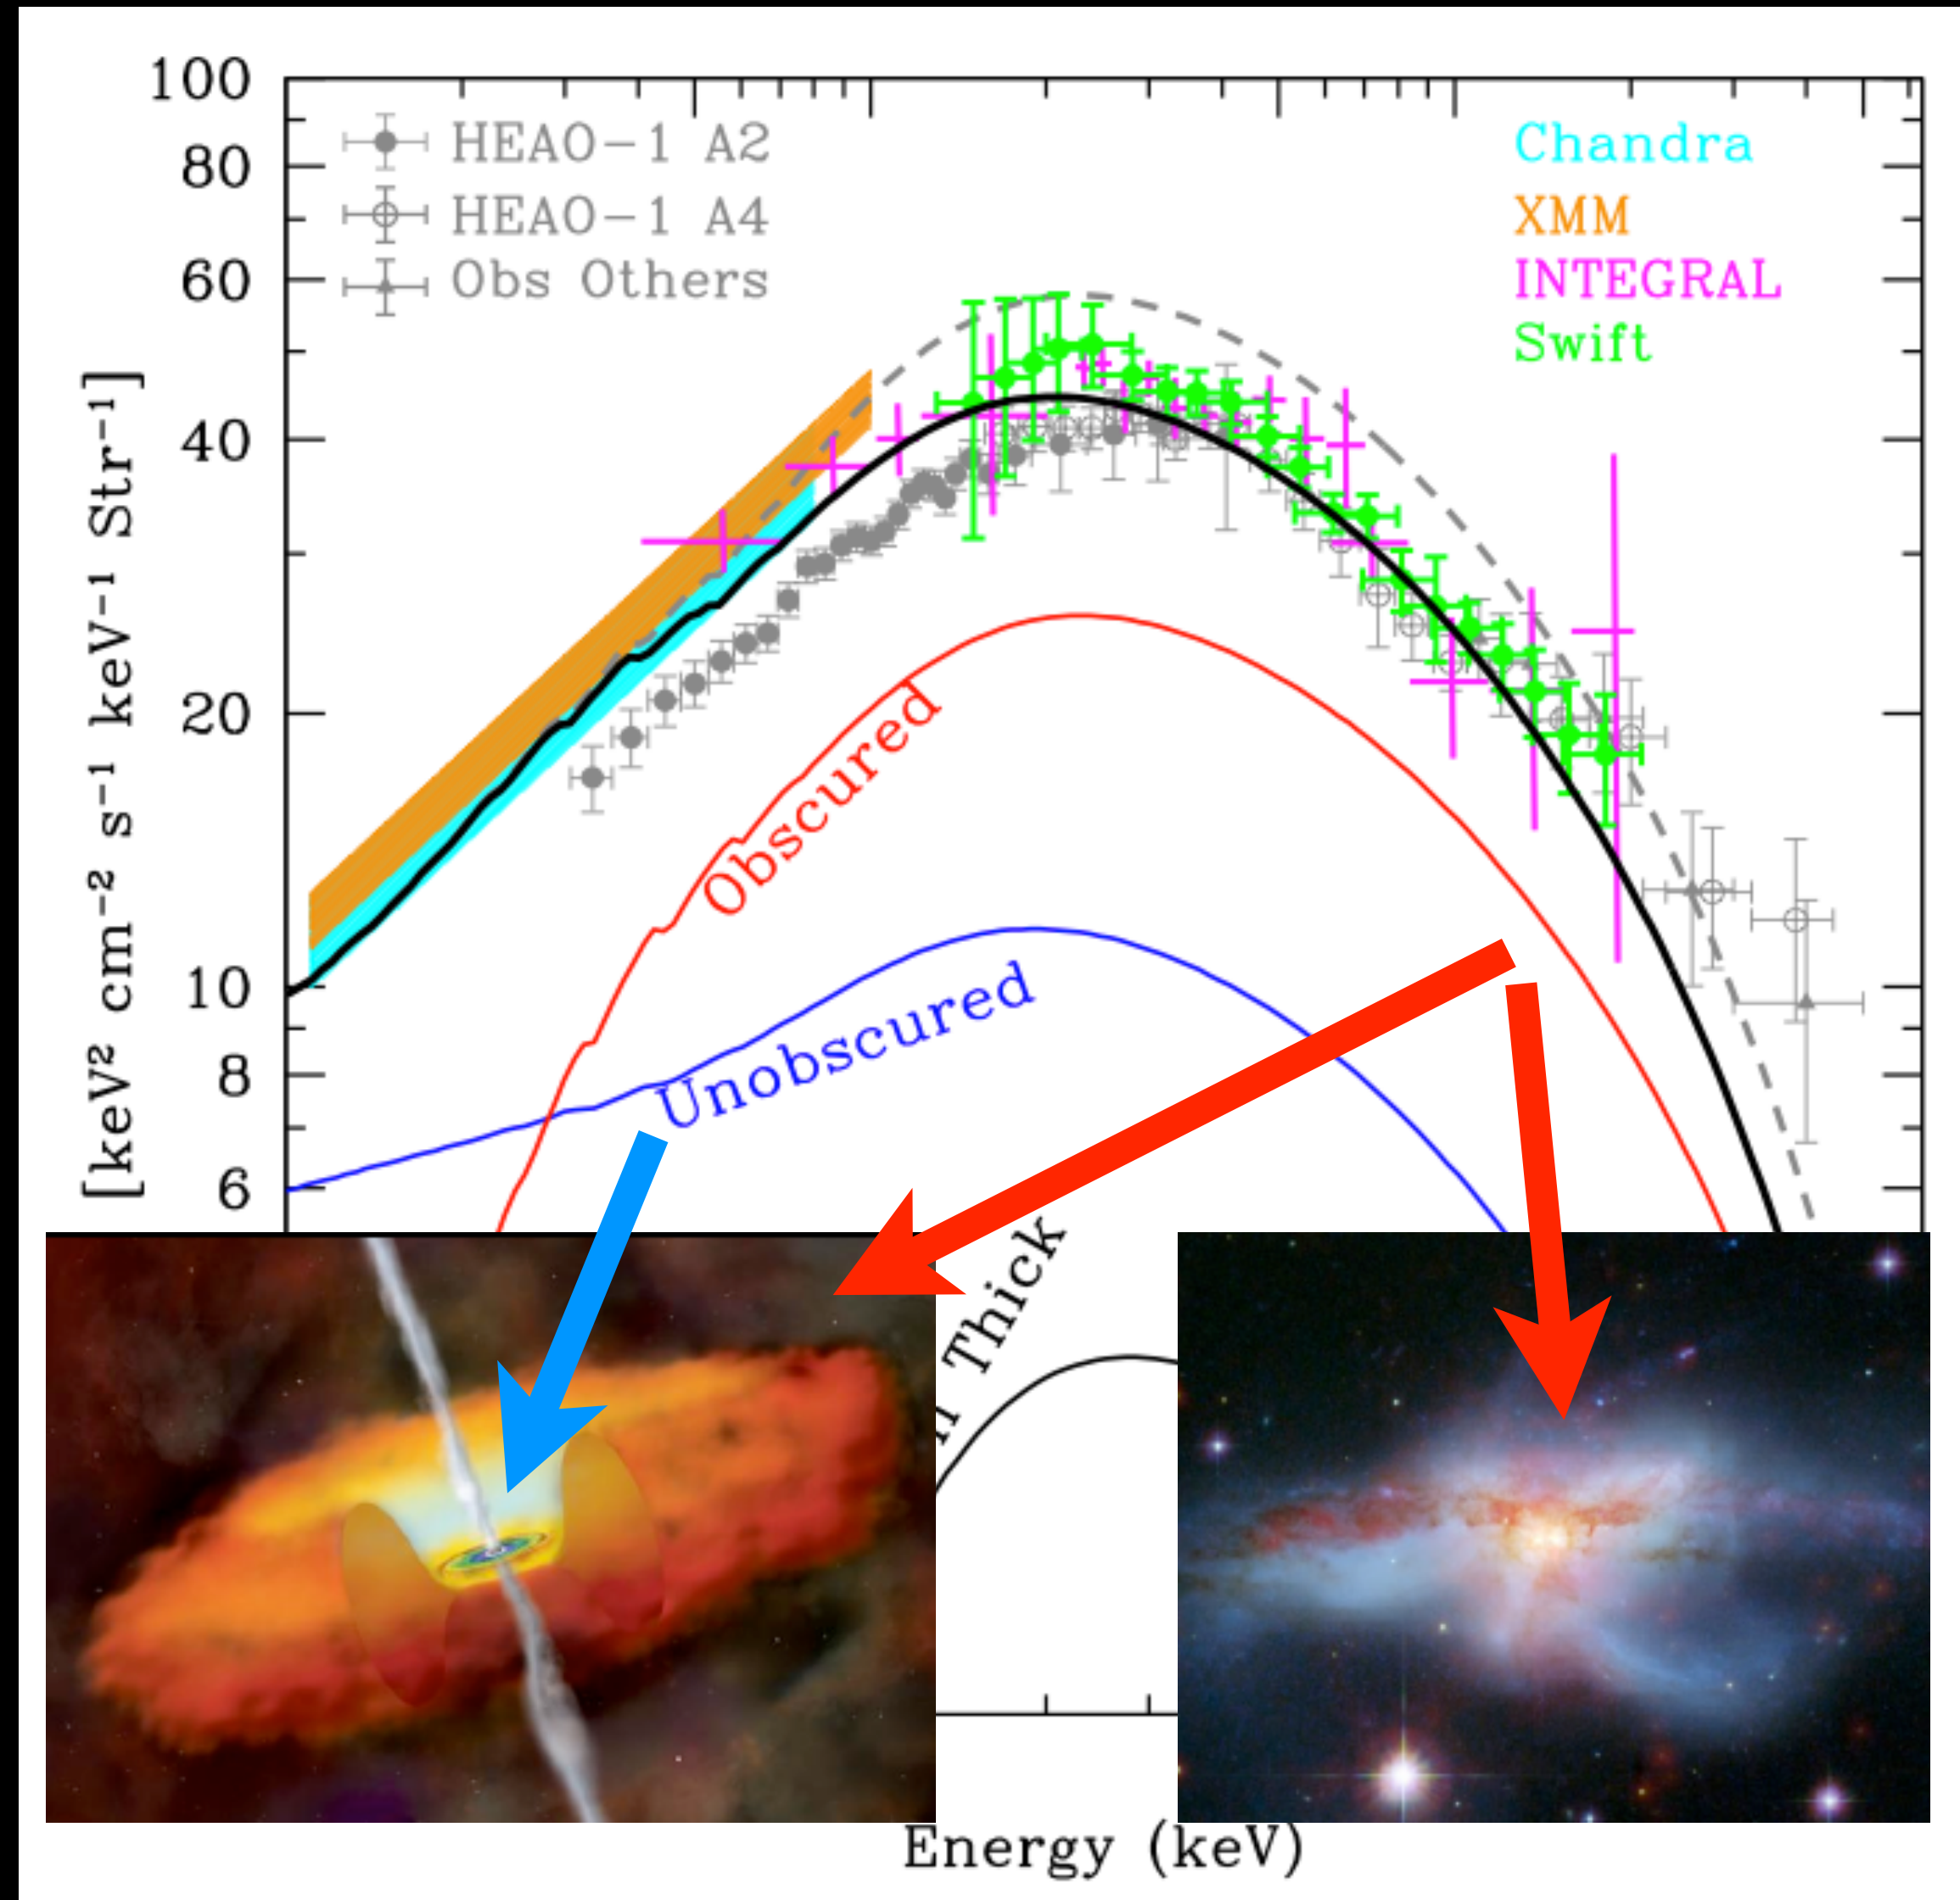 100
80
60
40
20
10
8
6
[keV² cm⁻² s⁻¹ keV⁻¹ Str⁻¹]
HEAO-1 A2
HEAO-1 A4
Obs Others
Chandra
XMM
INTEGRAL
Swift
Obscured
Unobscured
Thick
Energy (keV)